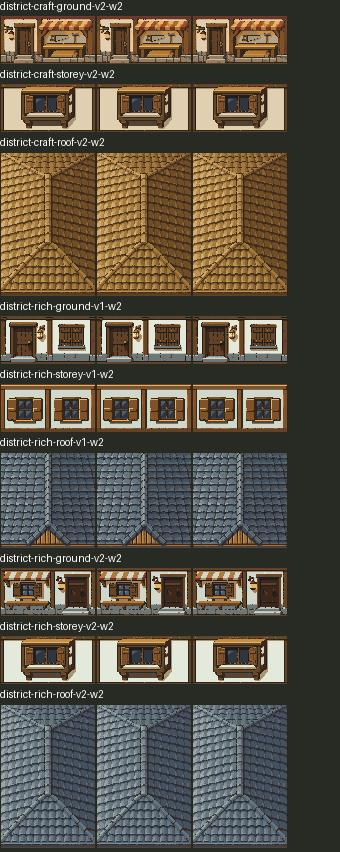 district-craft-ground-v2-w2
district-craft-storey-v2-w2
district-craft-roof-v2-w2
district-rich-ground-v1-w2
district-rich-storey-v1-w2
district-rich-roof-v1-w2
district-rich-ground-v2-w2
district-rich-storey-v2-w2
district-rich-roof-v2-w2